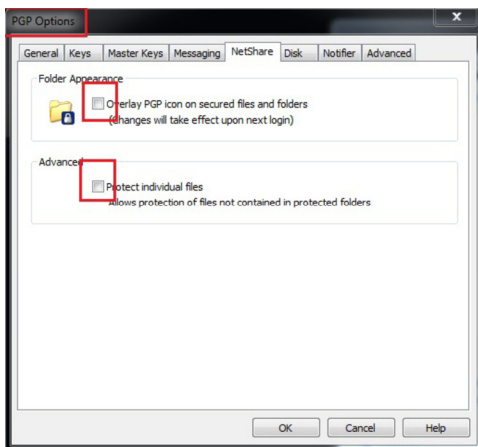 PGP Options
x
General Keys Master Keys Messaging NetShare Disk Notifier Advanced
Folder Appearance
Overlay PGP icon on secured files and folders
(Changes will take effect upon next login)
Advanced
Protect individual files
Allows protection of files not contained in protected folders
OK Cancel Help